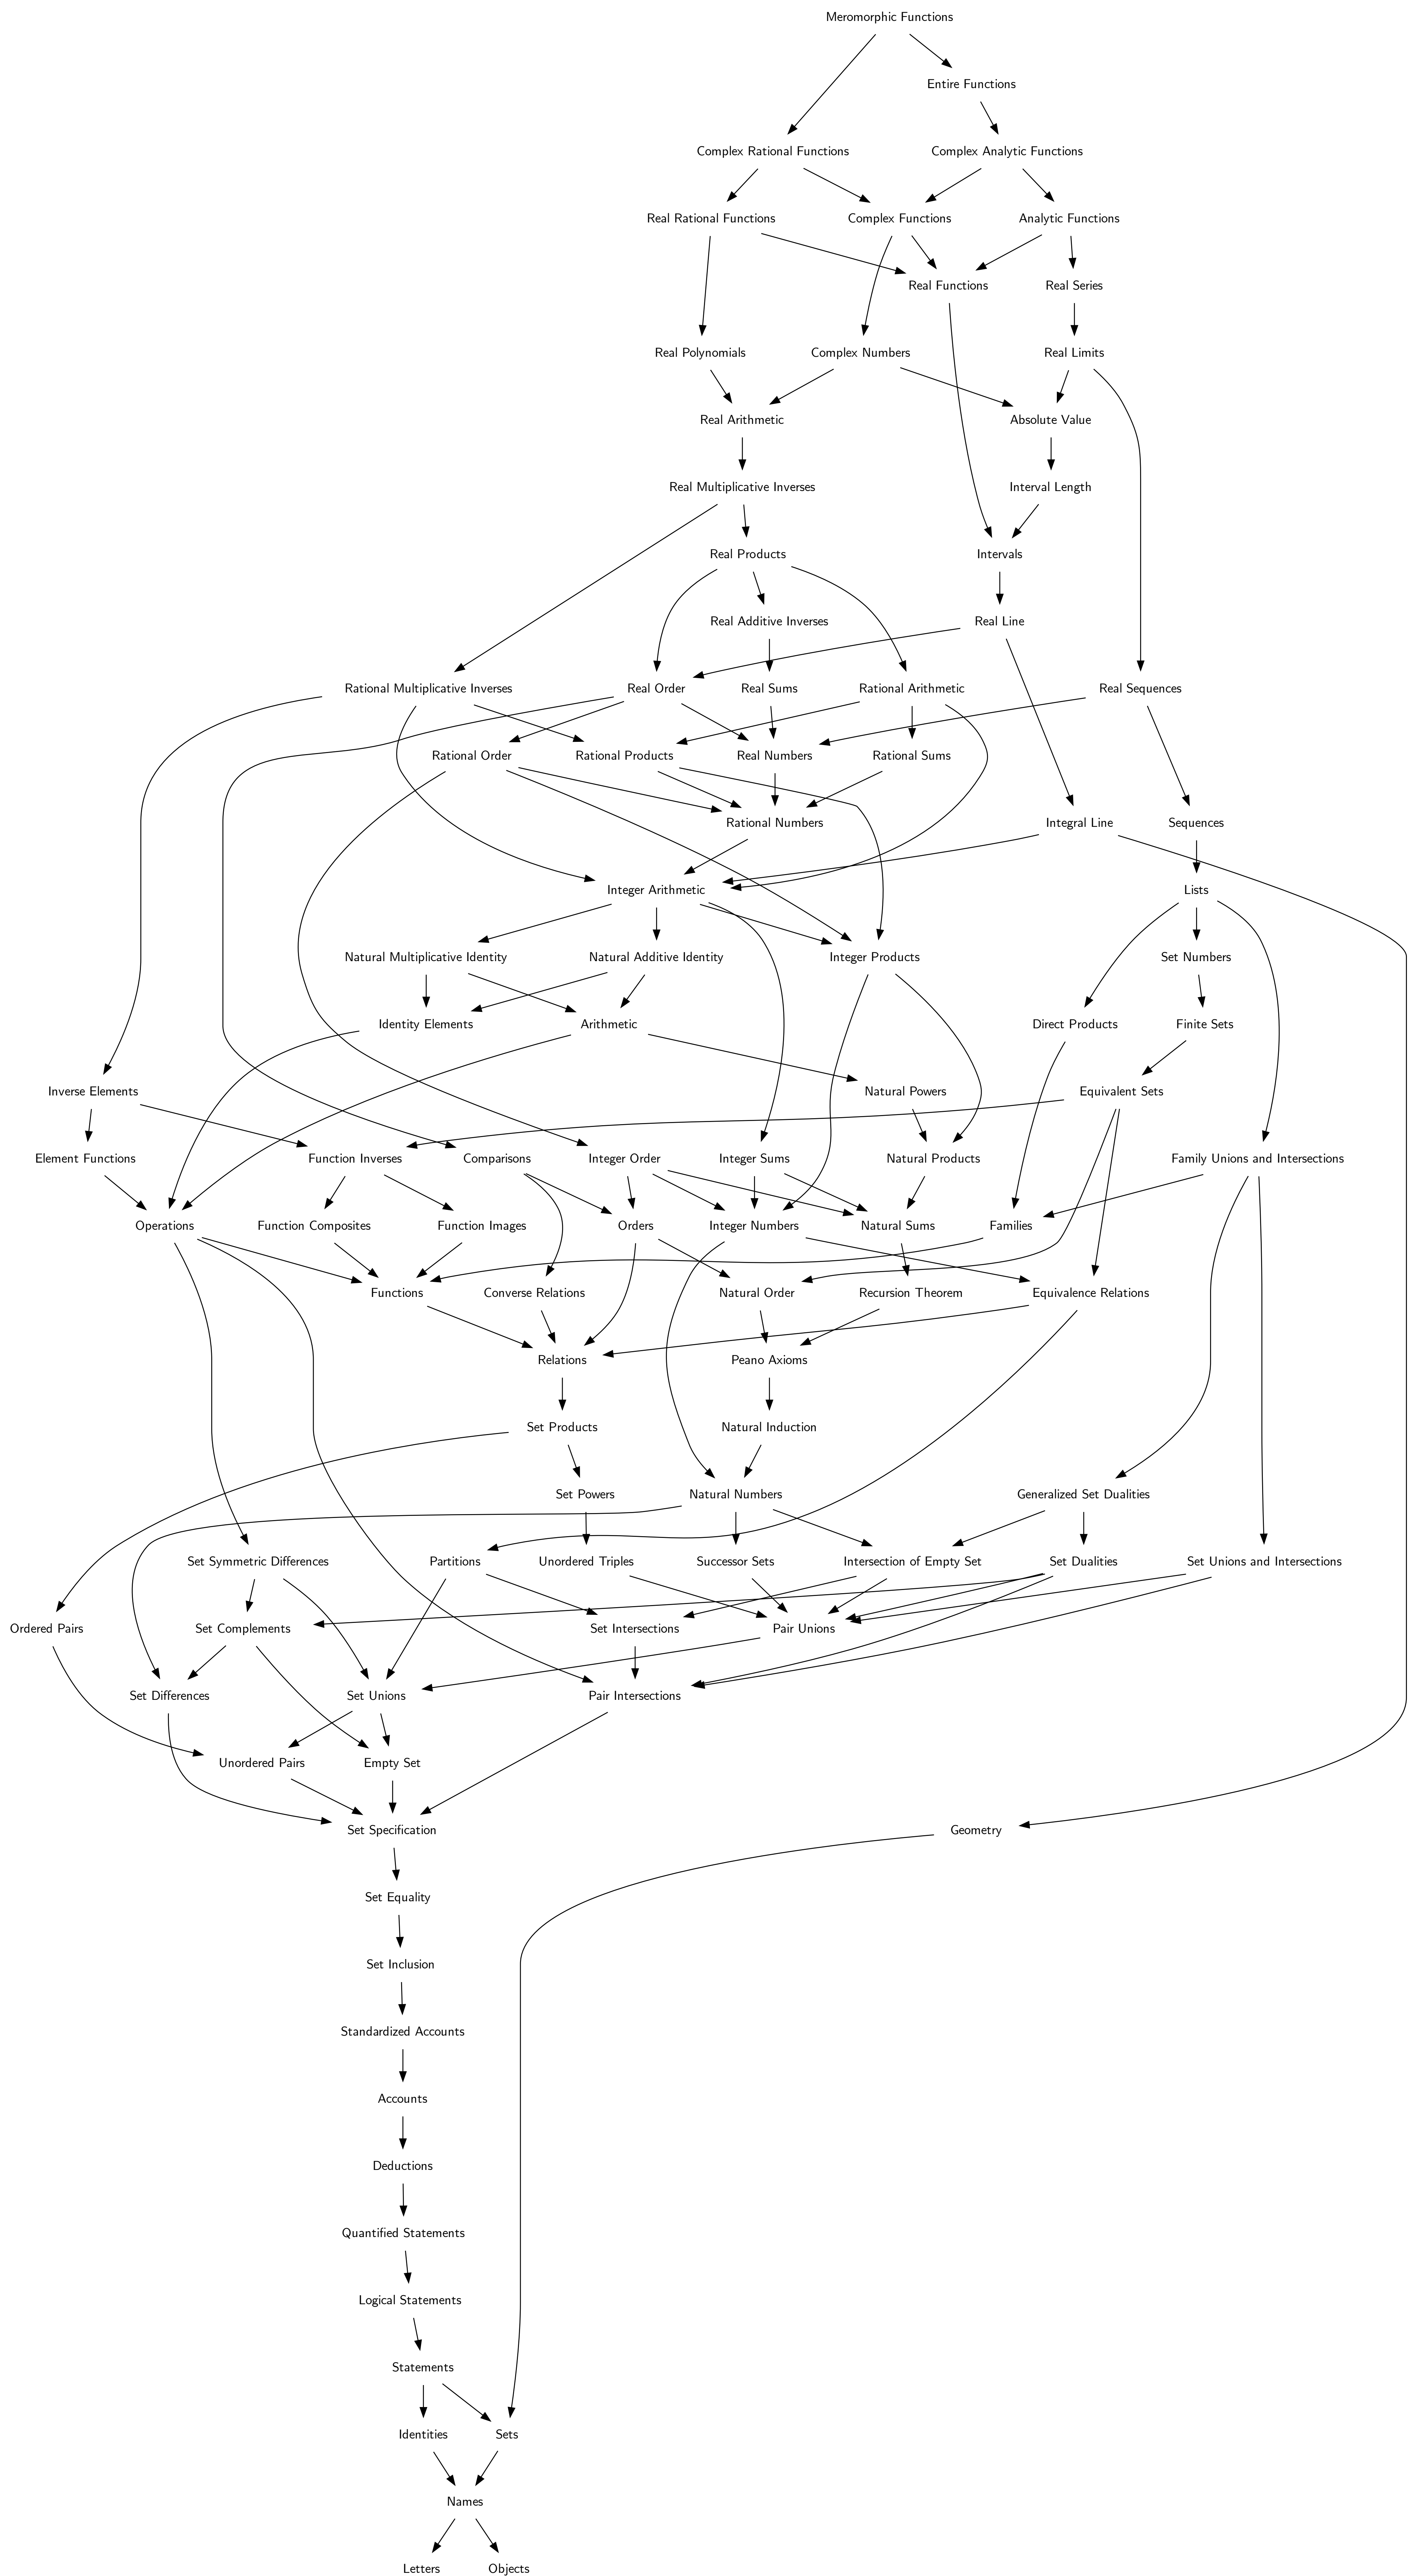 Meromorphic Functions
Entire Functions
Complex Rational Functions
Complex Analytic Functions
Real Rational Functions
Complex Functions
Analytic Functions
Real Functions
Real Series
Real Polynomials
Complex Numbers
Real Limits
Real Arithmetic
Absolute Value
Real Multiplicative Inverses
Interval Length
Real Products
Intervals
Real Additive Inverses
Real Line
Rational Multiplicative Inverses
Real Order
Real Sums
Rational Arithmetic
Real Sequences
Rational Order
Rational Products
Real Numbers
Rational Sums
Rational Numbers
Integral Line
Sequences
Integer Arithmetic
Lists
Natural Multiplicative Identity
Natural Additive Identity
Integer Products
Set Numbers
Identity Elements
Arithmetic
Direct Products
Finite Sets
Inverse Elements
Natural Powers
Equivalent Sets
Element Functions
Function Inverses
Comparisons
Integer Order
Integer Sums
Natural Products
Family Unions and Intersections
Operations
Function Composites
Function Images
Orders
Integer Numbers
Natural Sums
Families
Functions
Converse Relations
Natural Order
Recursion Theorem
Equivalence Relations
Relations
Peano Axioms
Set Products
Natural Induction
Set Powers
Natural Numbers
Generalized Set Dualities
Set Symmetric Differences
Partitions
Unordered Triples
Successor Sets
Intersection of Empty Set
Set Dualities
Set Unions and Intersections
Ordered Pairs
Set Complements
Set Intersections
Pair Unions
Set Differences
Set Unions
Pair Intersections
Unordered Pairs
Empty Set
Set Specification
Geometry
Set Equality
Set Inclusion
Standardized Accounts
Accounts
Deductions
Quantified Statements
Logical Statements
Statements
Identities
Sets
Names
Letters
Objects